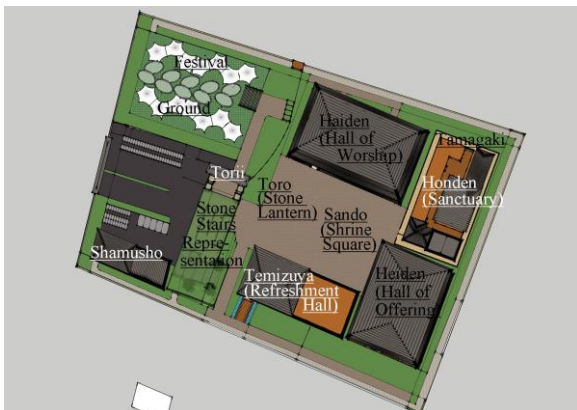 Festival
Ground
Haiden
(Hall of
Worship)
Tamagaki
Honden
(Sanctuary)
Torii
Toro
(Stone
Lantern)
Sando
(Shrine
Square)
Stone
Stairs
Repre-
sentation
Shamusho
Temizuya
(Refreshment
Hall)
Heiden
(Hall of
Offering)